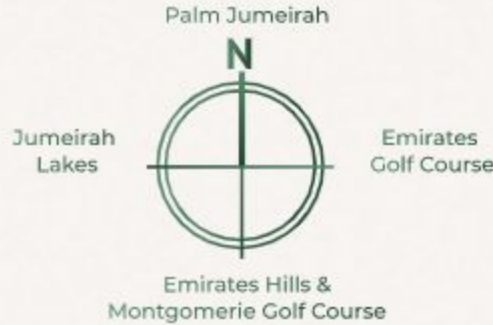 Palm Jumeirah
N
Jumeirah
Lakes
Emirates
Golf Course
Emirates Hills &
Montgomerie Golf Course